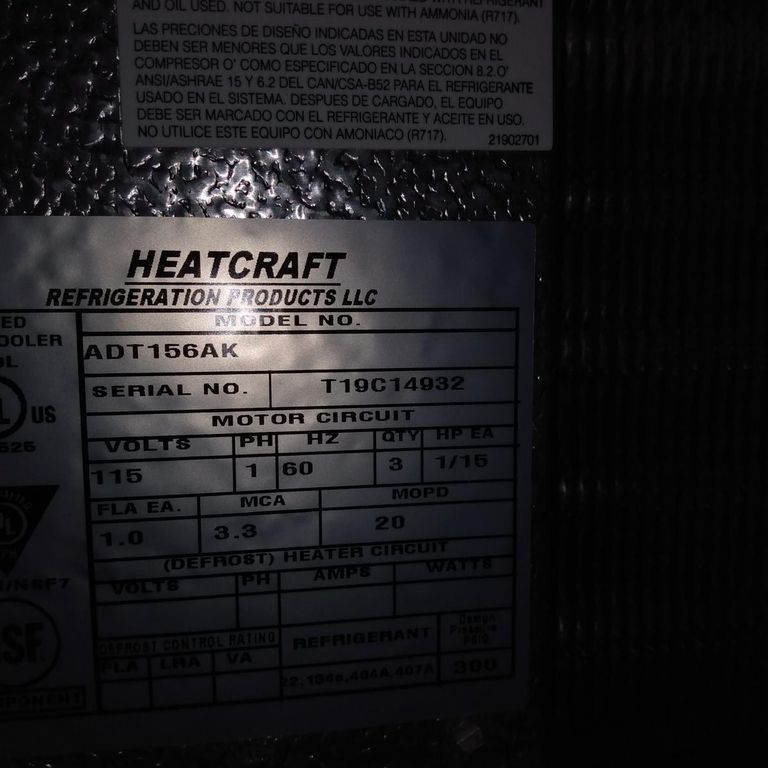 AND OIL USED. NOT SUITABLE FOR USE WITH AMMONIA (R717).
LAS PRECIONES DE DISEÑO INDICADAS EN ESTA UNIDAD NO
DEBEN SER MENORES QUE LOS VALORES INDICADOS EN EL
COMPRESOR O' COMO ESPECIFICADO EN LA SECCION 8.2.O'
ANSI/ASHRAE 15 Y 6.2 DEL CAN/CSA-B52 PARA EL REFRIGERANTE
USADO EN EL SISTEMA. DESPUES DE CARGADO, EL EQUIPO
DEBE SER MARCADO CON EL REFRIGERANTE Y ACEITE EN USO.
NO UTILICE ESTE EQUIPO CON AMONIACO (R717).
21902701
HEATCRAFT
REFRIGERATION PRODUCTS LLC
MODEL NO.
ADT156AK
SERIAL NO. T19C14932
MOTOR CIRCUIT
VOLTS PH HZ QTY HP EA
115 1 60 3 1/15
FLA EA. MCA MOPD
1.0 3.3 20
(DEFROST) HEATER CIRCUIT
VOLTS PH AMPS WATTS
DEFROST CONTROL RATING REFRIGERANT Design Pressure PSIG
FLA LRA VA 22,134a,404A,407A 300
US